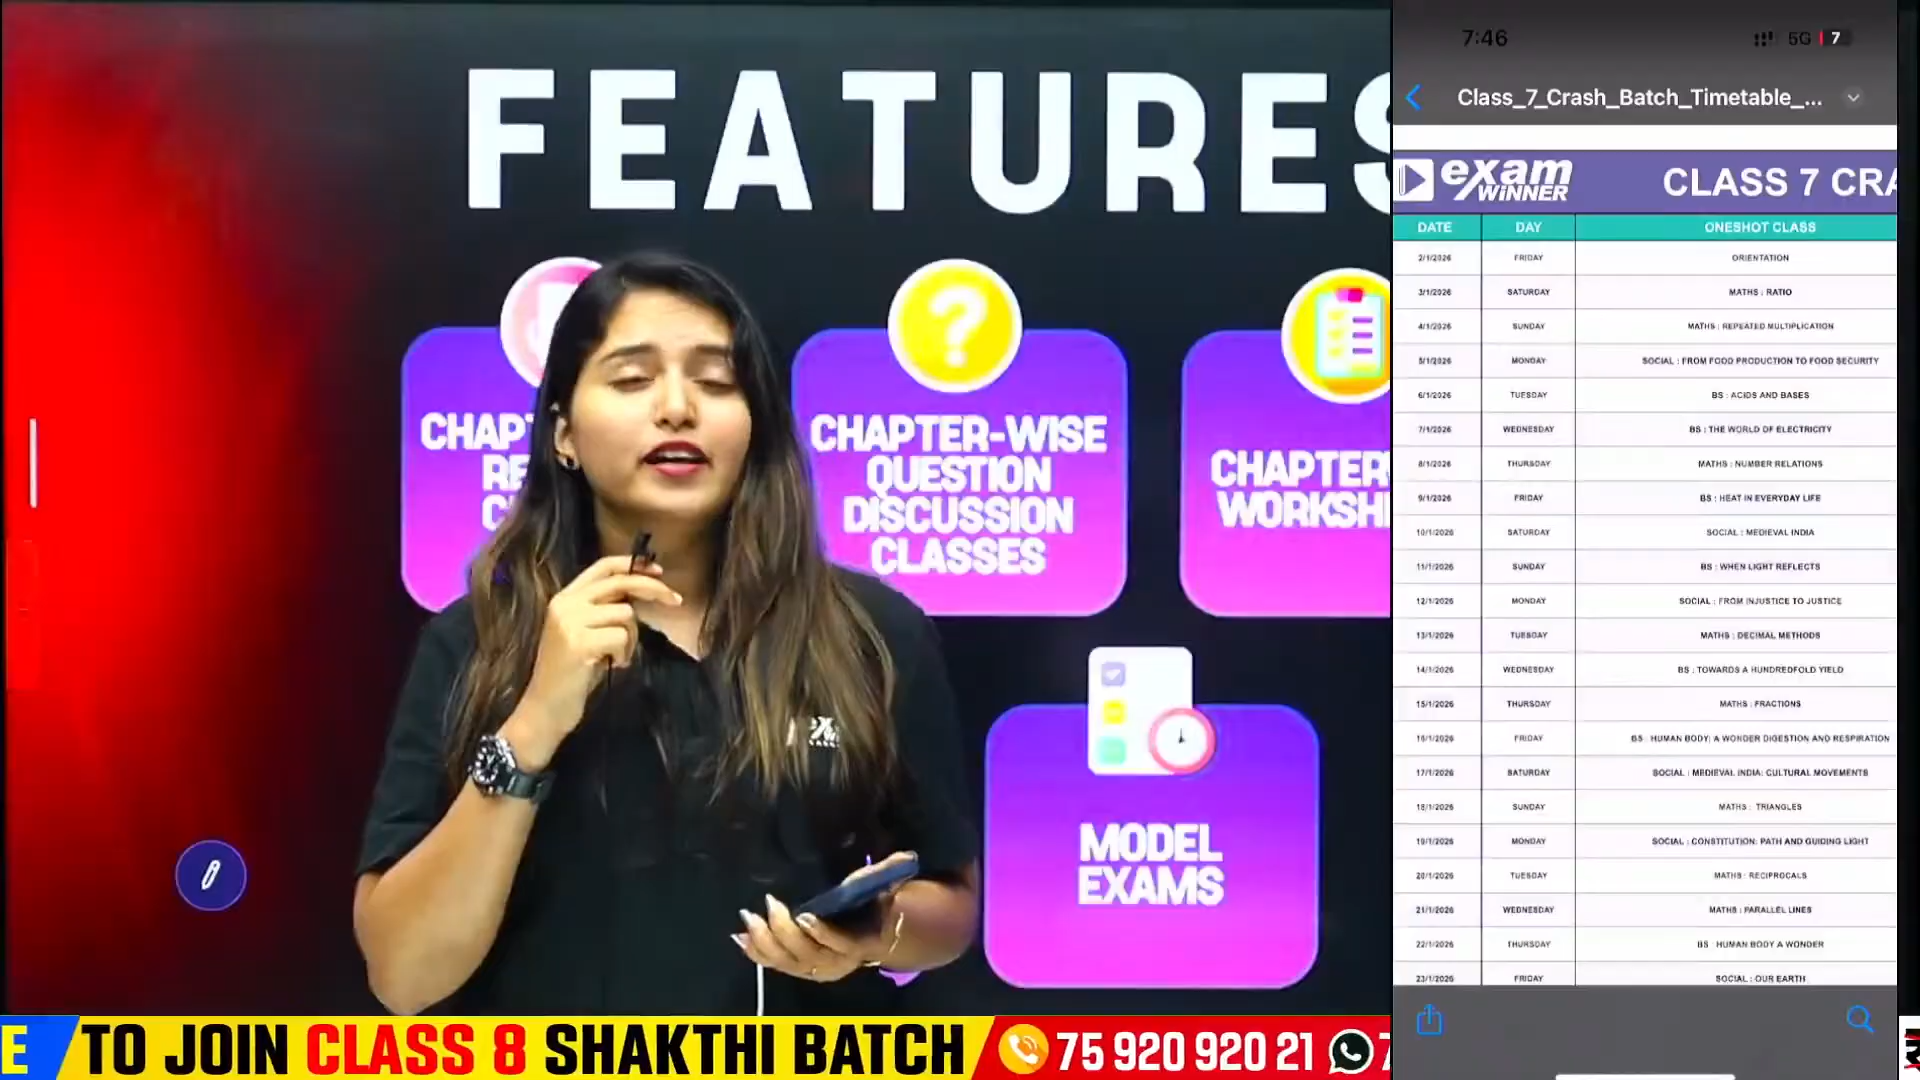 FEATURES
CHAP
RE
C
CHAPTER-WISE
QUESTION
DISCUSSION
CLASSES
CHAPTER
WORKSH
MODEL
EXAMS
E TO JOIN CLASS 8 SHAKTHI BATCH 75 920 920 21 7
7:46 5G 7
Class_7_Crash_Batch_Timetable_...
exam WiNNER CLASS 7 CRA
DATE DAY ONESHOT CLASS
2/1/2026 FRIDAY ORIENTATION
3/1/2026 SATURDAY MATHS : RATIO
4/1/2026 SUNDAY MATHS : REPEATED MULTIPLICATION
5/1/2026 MONDAY SOCIAL : FROM FOOD PRODUCTION TO FOOD SECURITY
6/1/2026 TUESDAY BS : ACIDS AND BASES
7/1/2026 WEDNESDAY BS : THE WORLD OF ELECTRICITY
8/1/2026 THURSDAY MATHS : NUMBER RELATIONS
9/1/2026 FRIDAY BS : HEAT IN EVERYDAY LIFE
10/1/2026 SATURDAY SOCIAL : MEDIEVAL INDIA
11/1/2026 SUNDAY BS : WHEN LIGHT REFLECTS
12/1/2026 MONDAY SOCIAL : FROM INJUSTICE TO JUSTICE
13/1/2026 TUESDAY MATHS : DECIMAL METHODS
14/1/2026 WEDNESDAY BS : TOWARDS A HUNDREDFOLD YIELD
15/1/2026 THURSDAY MATHS : FRACTIONS
16/1/2026 FRIDAY BS : HUMAN BODY: A WONDER DIGESTION AND RESPIRATION
17/1/2026 SATURDAY SOCIAL : MEDIEVAL INDIA: CULTURAL MOVEMENTS
18/1/2026 SUNDAY MATHS : TRIANGLES
19/1/2026 MONDAY SOCIAL : CONSTITUTION: PATH AND GUIDING LIGHT
20/1/2026 TUESDAY MATHS : RECIPROCALS
21/1/2026 WEDNESDAY MATHS : PARALLEL LINES
22/1/2026 THURSDAY BS : HUMAN BODY A WONDER
23/1/2026 FRIDAY SOCIAL : OUR EARTH